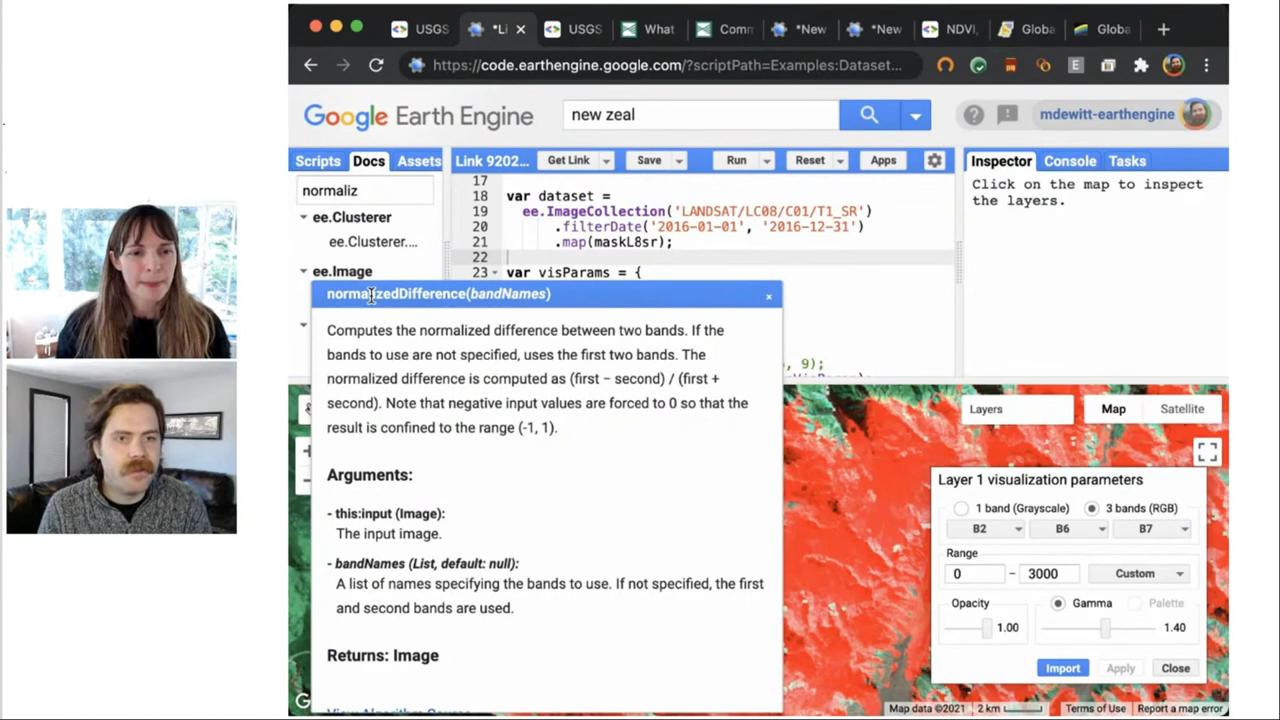 USGS
*Li
USGS
What
Comr
*New
*New
NDVI,
Globa
Globa
https://code.earthengine.google.com/?scriptPath=Examples:Dataset...
Google Earth Engine
new zeal
mdewitt-earthengine
Scripts
Docs
Assets
Link 9202...
Get Link
Save
Run
Reset
Apps
Inspector
Console
Tasks
normaliz
ee.Clusterer
ee.Clusterer....
ee.Image
17
18 var dataset =
19 ee.ImageCollection('LANDSAT/LC08/C01/T1_SR')
20 .filterDate('2016-01-01', '2016-12-31')
21 .map(maskL8sr);
22
23 var visParams = {
, 9);
Click on the map to inspect
the layers.
normalizedDifference(bandNames)
Computes the normalized difference between two bands. If the
bands to use are not specified, uses the first two bands. The
normalized difference is computed as (first − second) / (first +
second). Note that negative input values are forced to 0 so that the
result is confined to the range (-1, 1).
Arguments:
- this:input (Image):
The input image.
- bandNames (List, default: null):
A list of names specifying the bands to use. If not specified, the first
and second bands are used.
Returns: Image
Layers
Map
Satellite
Layer 1 visualization parameters
1 band (Grayscale)
3 bands (RGB)
B2
B6
B7
Range
0 – 3000
Custom
Opacity
1.00
Gamma
Palette
1.40
Import
Apply
Close
Map data ©2021
2 km
Terms of Use
Report a map error